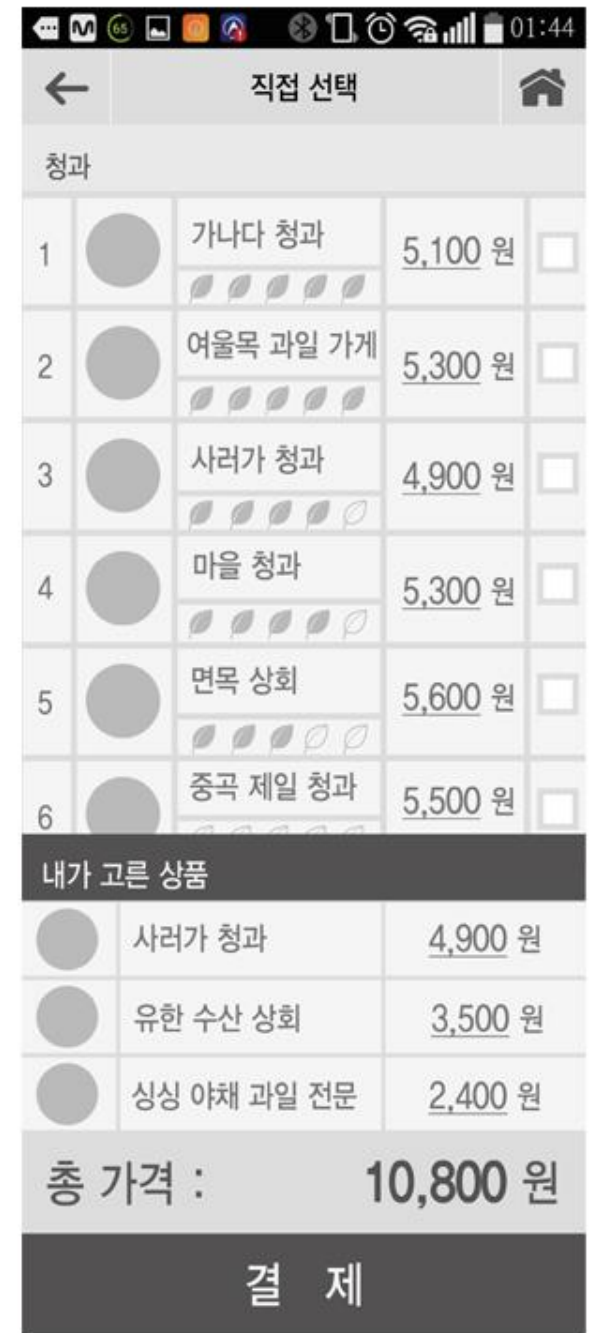 65 01:44
직접 선택
청과
1 가나다 청과 5,100 원
2 여울목 과일 가게 5,300 원
3 사러가 청과 4,900 원
4 마을 청과 5,300 원
5 면목 상회 5,600 원
6 중곡 제일 청과 5,500 원
내가 고른 상품
사러가 청과 4,900 원
유한 수산 상회 3,500 원
싱싱 야채 과일 전문 2,400 원
총 가격 : 10,800 원
결 제